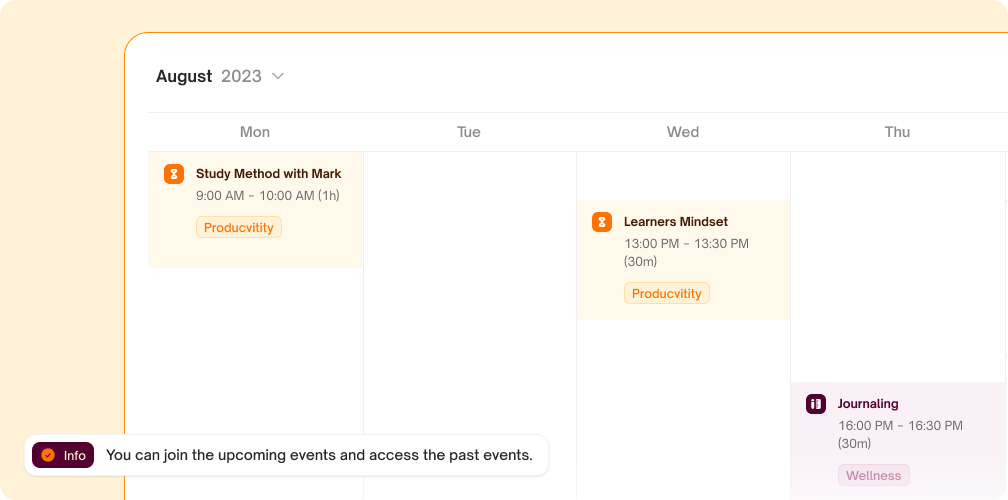 August 2023
Mon Tue Wed Thu
Study Method with Mark
9:00 AM – 10:00 AM (1h)
Producvitity
Learners Mindset
13:00 PM – 13:30 PM
(30m)
Producvitity
Journaling
16:00 PM – 16:30 PM
(30m)
Wellness
Info You can join the upcoming events and access the past events.